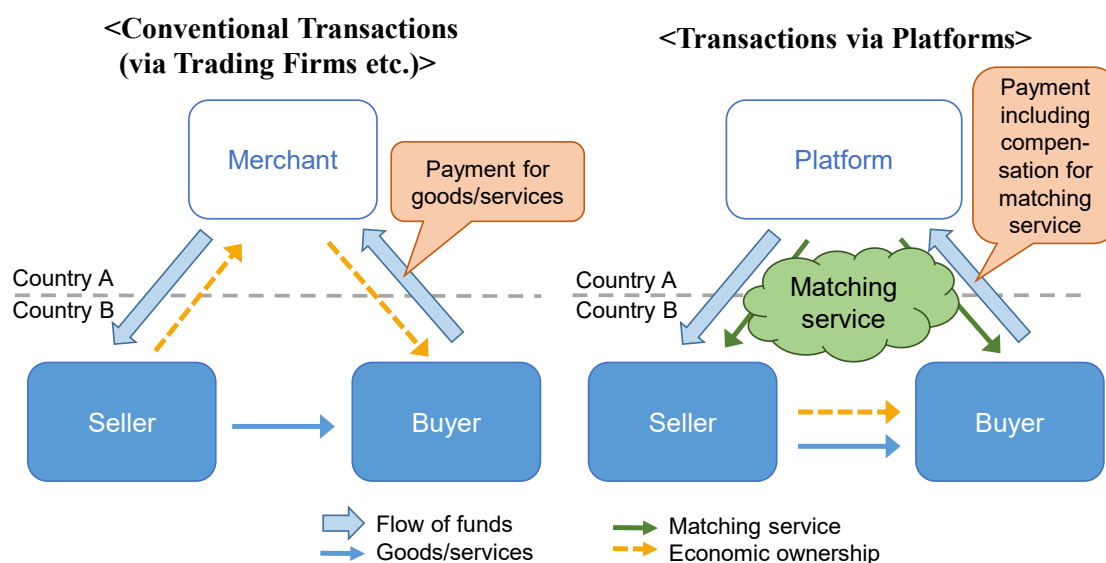 <Conventional Transactions
(via Trading Firms etc.)>
Merchant
Payment for
goods/services
Country A
Country B
Seller
Buyer
<Transactions via Platforms>
Platform
Payment
including
compen-
sation for
matching
service
Country A
Country B
Matching
service
Seller
Buyer
Flow of funds
Goods/services
Matching service
Economic ownership